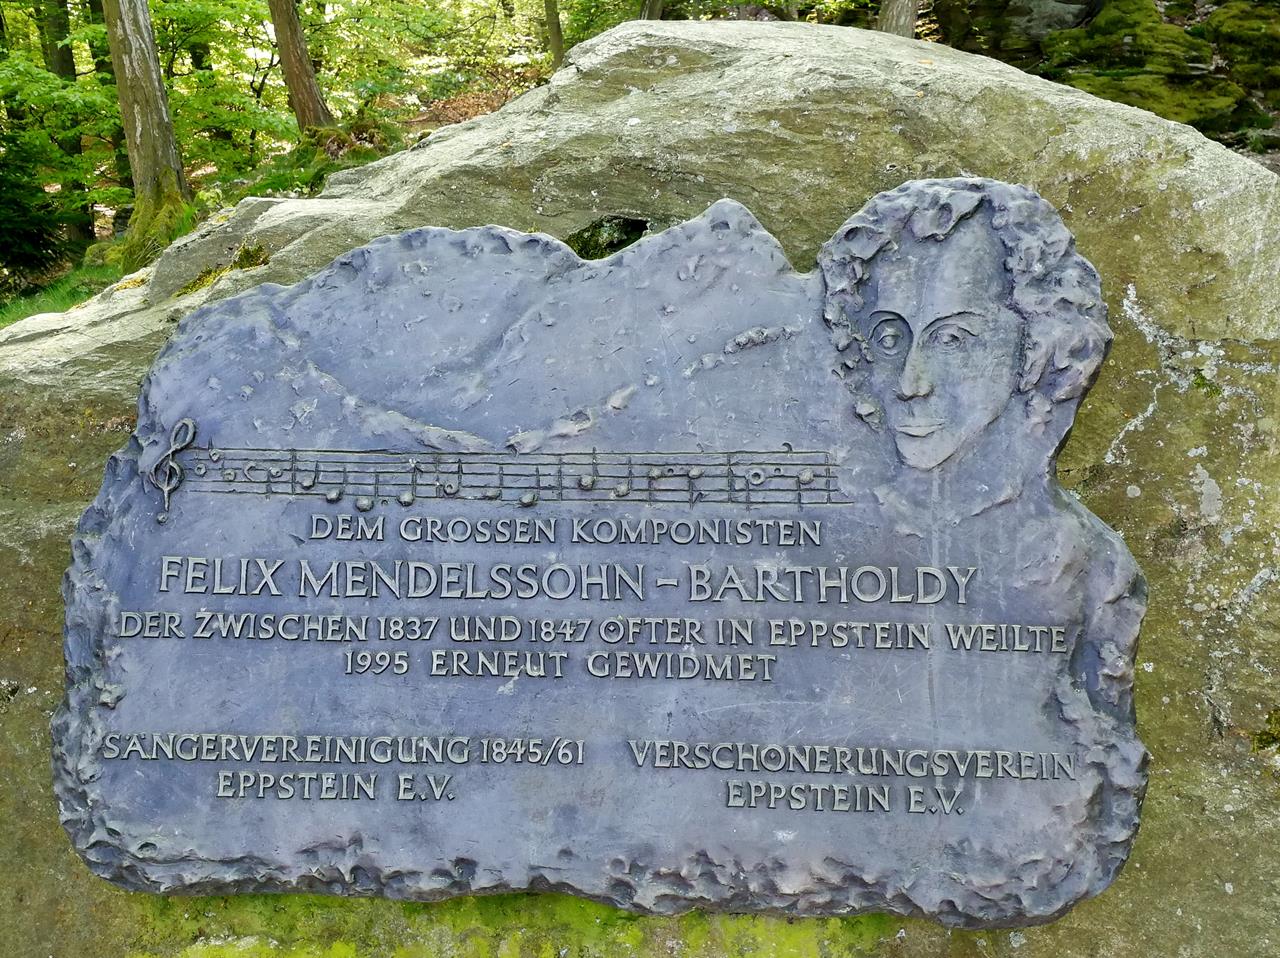 DEM GROSSEN KOMPONISTEN
FELIX MENDELSSOHN-BARTHOLDY
DER ZWISCHEN 1837 UND 1847 ÖFTER IN EPPSTEIN WEILTE
1995 ERNEUT GEWIDMET
SÄNGERVEREINIGUNG 1845/61
EPPSTEIN E.V.
VERSCHÖNERUNGSVEREIN
EPPSTEIN E.V.